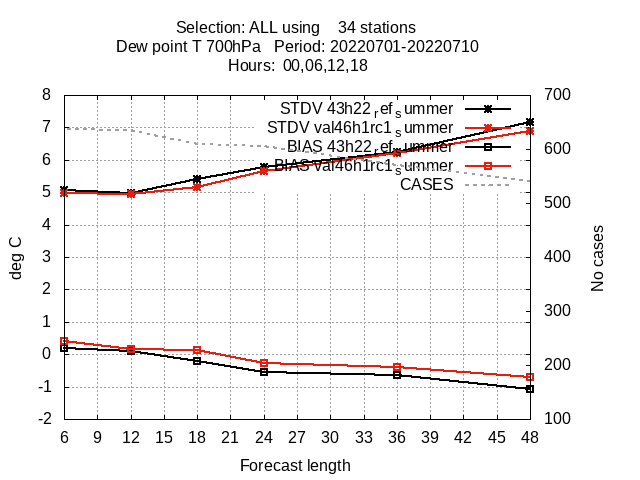 Selection: ALL using    34 stations
Dew point T 700hPa   Period: 20220701-20220710
Hours: 00,06,12,18
8
7
6
5
4
3
2
1
0
-1
-2
700
600
500
400
300
200
100
6 9 12 15 18 21 24 27 30 33 36 39 42 45 48
deg C
No cases
Forecast length
STDV 43h22_ref_summer
STDV val46h1rc1_summer
BIAS 43h22_ref_summer
BIAS val46h1rc1_summer
CASES